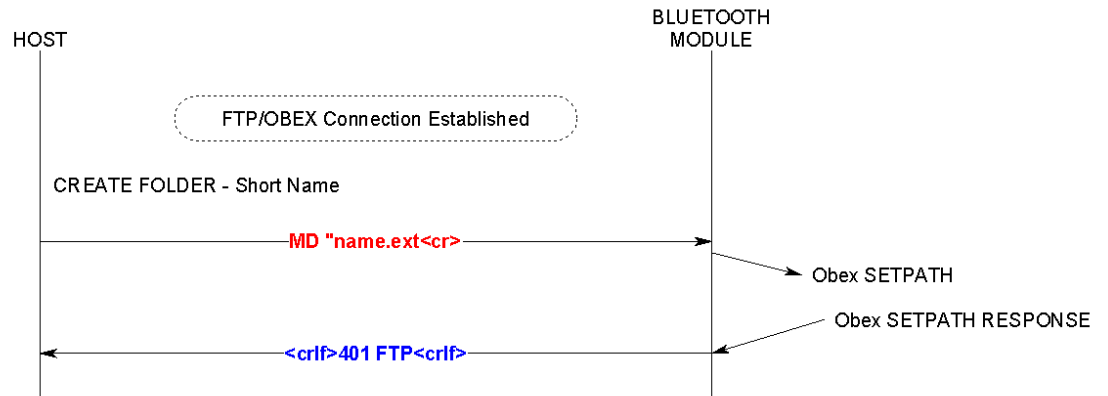 HOST
BLUETOOTH
MODULE
FTP/OBEX Connection Established
CREATE FOLDER - Short Name
MD "name.ext<cr>
Obex SETPATH
Obex SETPATH RESPONSE
<crlf>401 FTP<crlf>